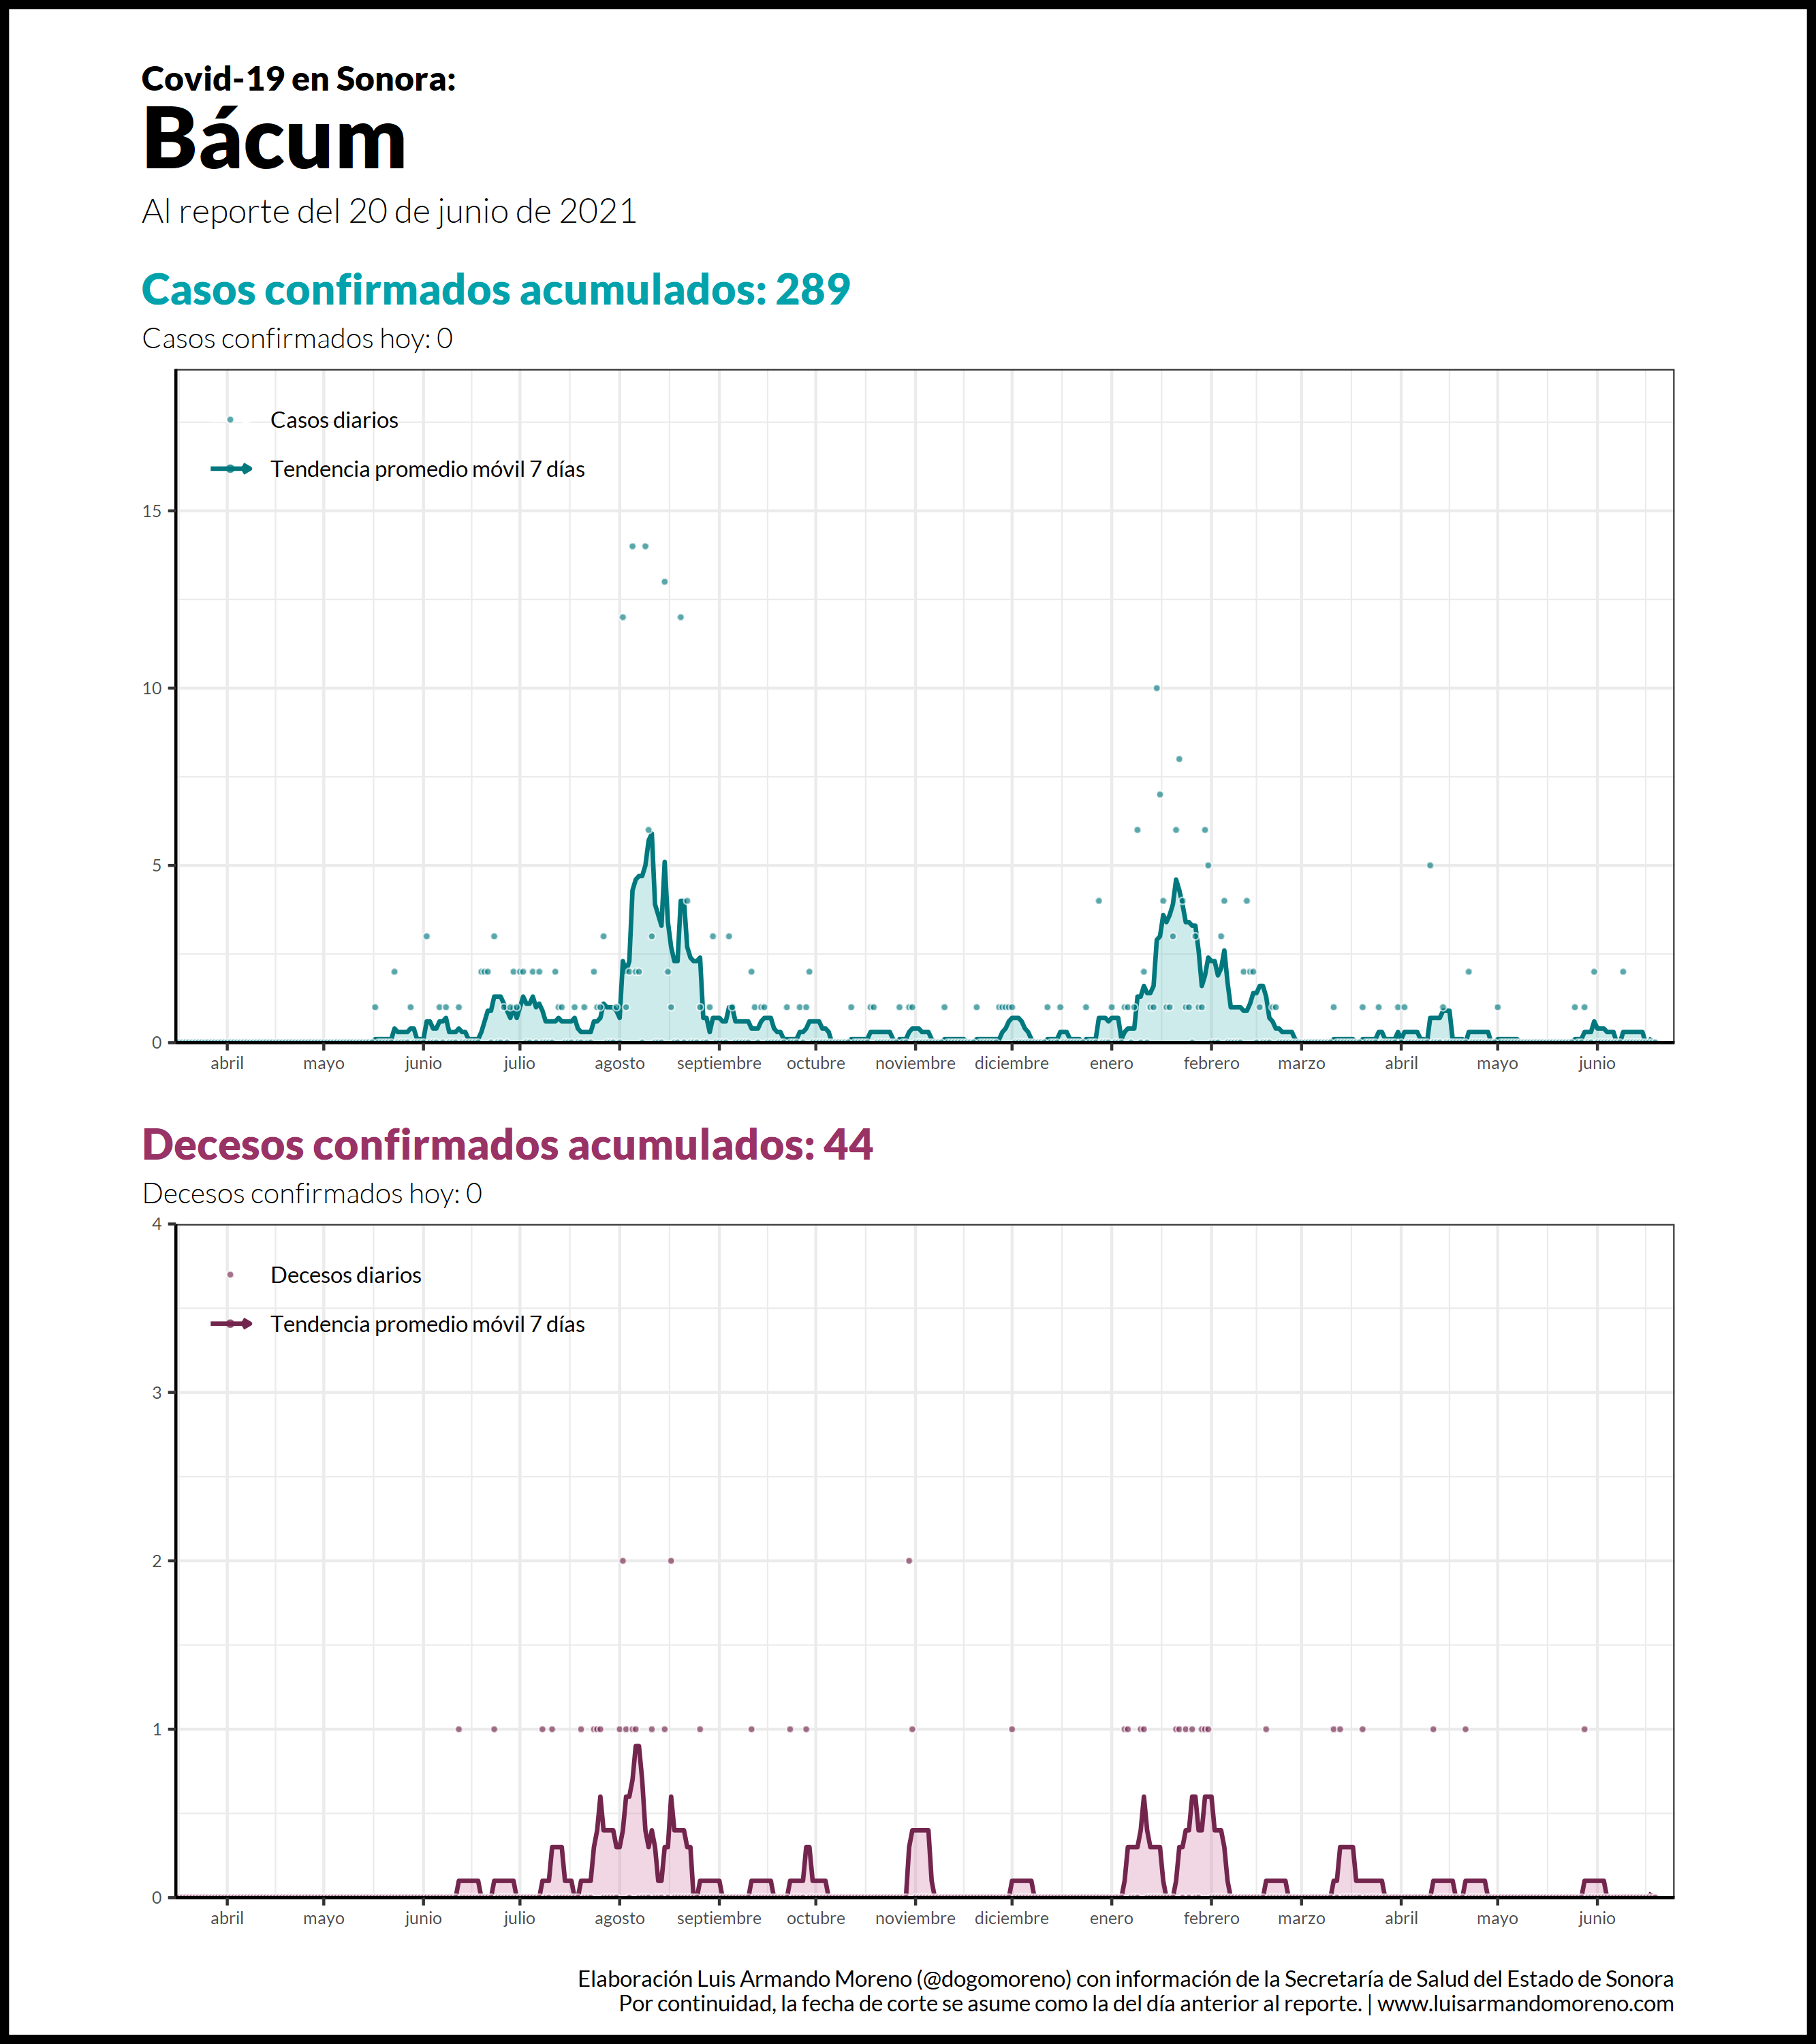 Covid-19 en Sonora:
Bácum
Al reporte del 20 de junio de 2021
Casos confirmados acumulados: 289
Casos confirmados hoy: 0
Casos diarios
Tendencia promedio móvil 7 días
15
10
5
0
abril mayo junio julio agosto septiembre octubre noviembre diciembre enero febrero marzo abril mayo junio
Decesos confirmados acumulados: 44
Decesos confirmados hoy: 0
4
Decesos diarios
Tendencia promedio móvil 7 días
3
2
1
0
abril mayo junio julio agosto septiembre octubre noviembre diciembre enero febrero marzo abril mayo junio
Elaboración Luis Armando Moreno (@dogomoreno) con información de la Secretaría de Salud del Estado de Sonora
Por continuidad, la fecha de corte se asume como la del día anterior al reporte. | www.luisarmandomoreno.com